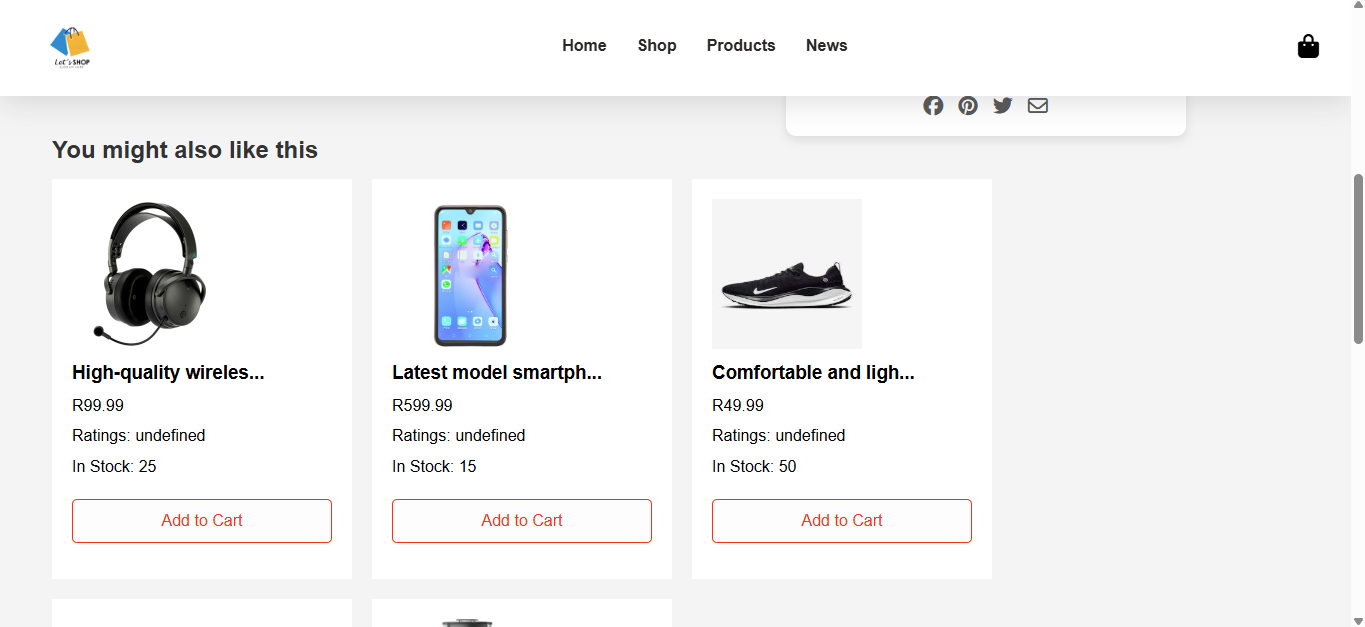 Let's SHOP
Home
Shop
Products
News
You might also like this
High-quality wireles...
R99.99
Ratings: undefined
In Stock: 25
Add to Cart
Latest model smartph...
R599.99
Ratings: undefined
In Stock: 15
Add to Cart
Comfortable and ligh...
R49.99
Ratings: undefined
In Stock: 50
Add to Cart